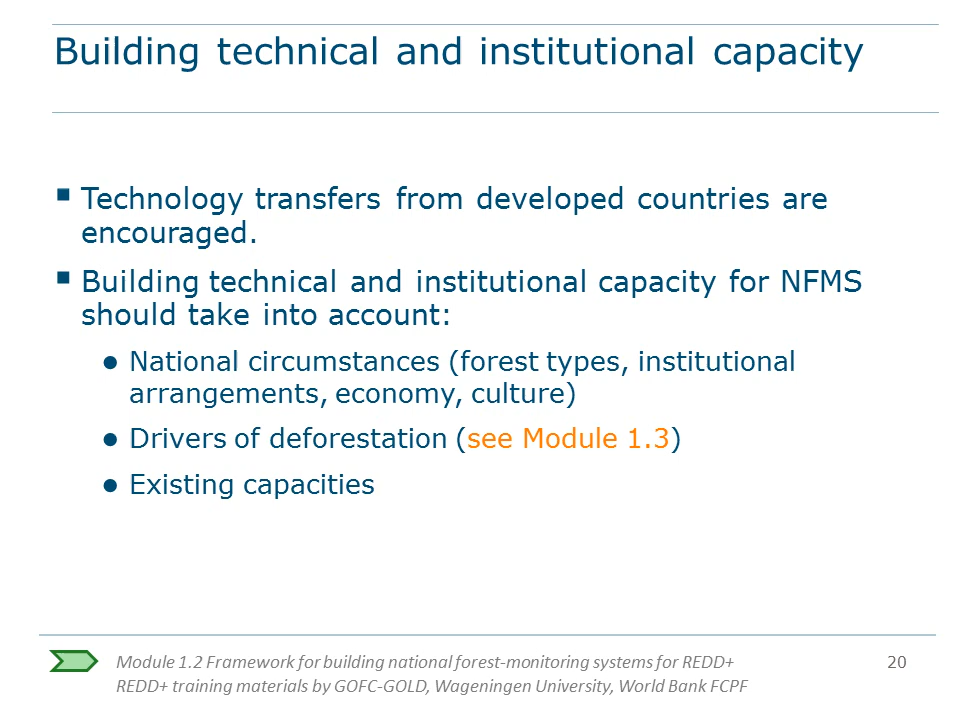 Building technical and institutional capacity
▪ Technology transfers from developed countries are
encouraged.
▪ Building technical and institutional capacity for NFMS
should take into account:
● National circumstances (forest types, institutional
arrangements, economy, culture)
● Drivers of deforestation (see Module 1.3)
● Existing capacities
Module 1.2 Framework for building national forest-monitoring systems for REDD+
REDD+ training materials by GOFC-GOLD, Wageningen University, World Bank FCPF
20